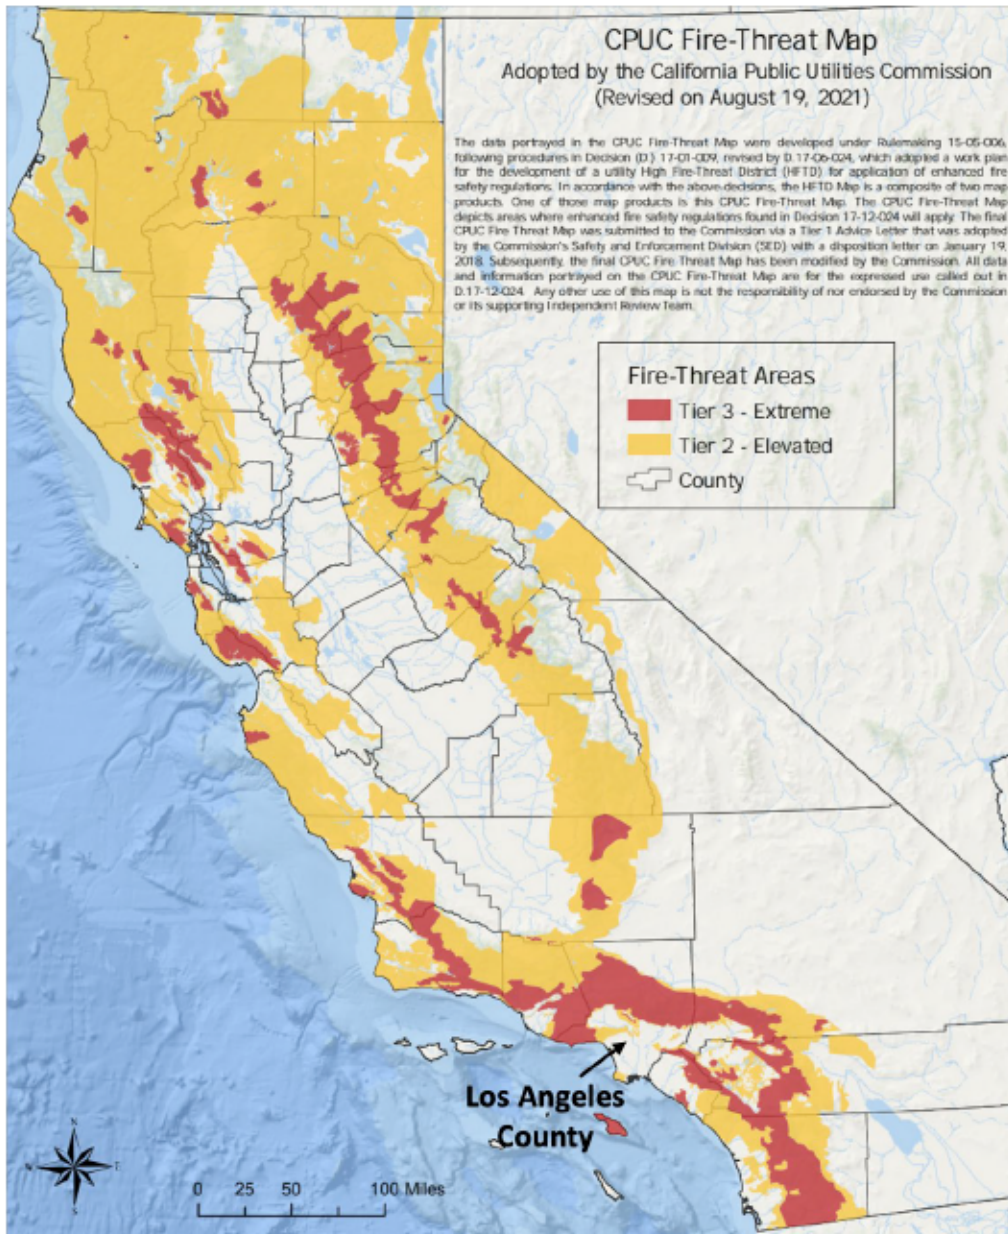 CPUC Fire-Threat Map
Adopted by the California Public Utilities Commission
(Revised on August 19, 2021)
The data portrayed in the CPUC Fire-Threat Map were developed under Rulemaking 15-05-006,
following procedures in Decision (D.) 17-01-009, revised by D.17-06-024, which adopted a work plan
for the development of a utility High Fire-Threat District (HFTD) for application of enhanced fire
safety regulations. In accordance with the above decisions, the HFTD Map is a composite of two map
products. One of those map products is this CPUC Fire-Threat Map. The CPUC Fire-Threat Map
depicts areas where enhanced fire safety regulations found in Decision 17-12-024 will apply. The final
CPUC Fire Threat Map was submitted to the Commission via a Tier 1 Advice Letter that was adopted
by the Commission's Safety and Enforcement Division (SED) with a disposition letter on January 19,
2018. Subsequently, the final CPUC Fire Threat Map has been modified by the Commission. All data
and information portrayed on the CPUC Fire-Threat Map are for the expressed use called out in
D.17-12-024. Any other use of this map is not the responsibility of nor endorsed by the Commission
or its supporting Independent Review Team.
Fire-Threat Areas
Tier 3 - Extreme
Tier 2 - Elevated
County
Los Angeles
County
N
W E
S
0 25 50 100 Miles